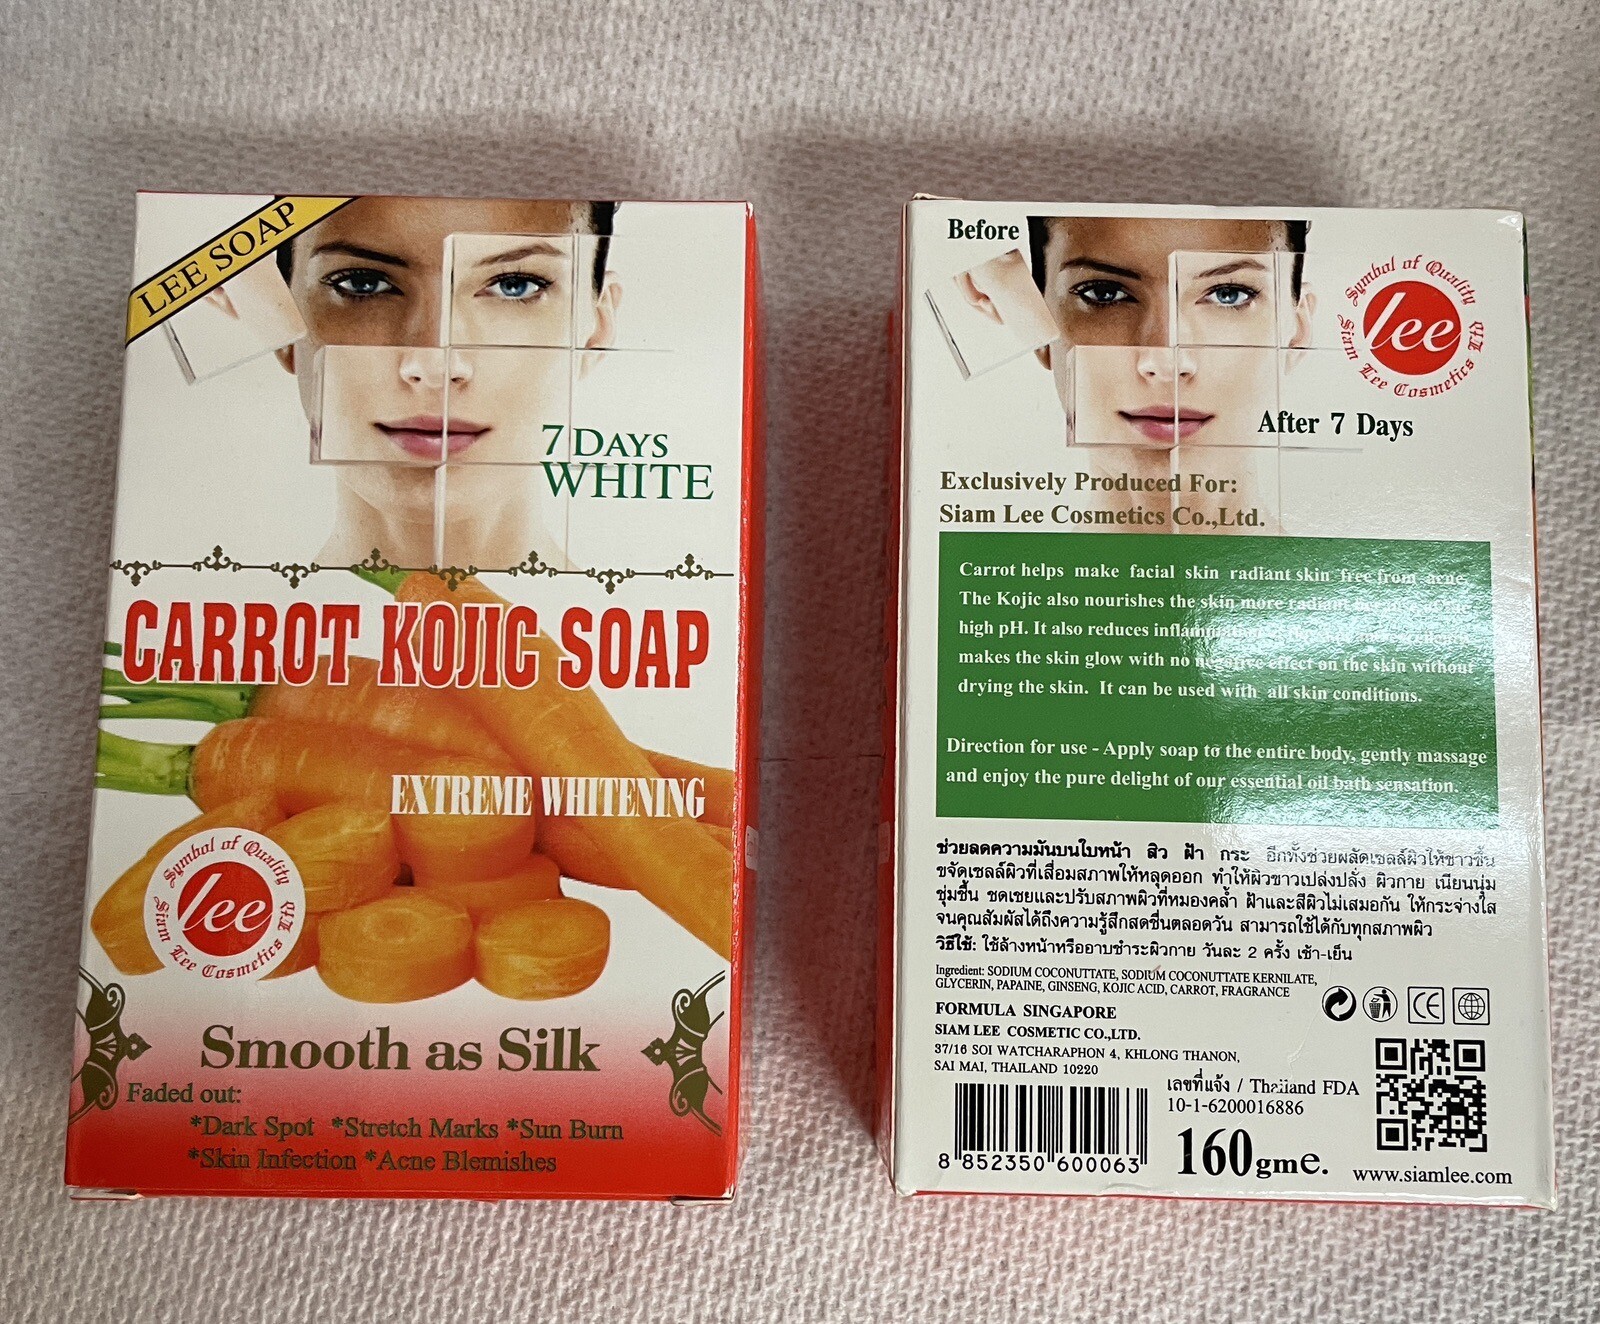 LEE SOAP
7 DAYS
WHITE
CARROT KOJIC SOAP
EXTREME WHITENING
Symbol of Quality
lee
Siam Lee Cosmetics Ltd
Smooth as Silk
Faded out:
*Dark Spot *Stretch Marks *Sun Burn
*Skin Infection *Acne Blemishes
Before
Symbol of Quality
lee
Siam Lee Cosmetics Ltd
After 7 Days
Exclusively Produced For:
Siam Lee Cosmetics Co.,Ltd.
Carrot helps make facial skin radiant skin free from acne.
The Kojic also nourishes the skin more radiant because of the
high pH. It also reduces inflammation
makes the skin glow with no negative effect on the skin without
drying the skin. It can be used with all skin conditions.
Direction for use - Apply soap to the entire body, gently massage
and enjoy the pure delight of our essential oil bath sensation.
ช่วยลดความมันบนใบหน้า สิว ฝ้า กระ อีกทั้งช่วยผลัดเซลล์ผิวให้ขาวขึ้น
ขจัดเซลล์ผิวที่เสื่อมสภาพให้หลุดออก ทำให้ผิวขาวเปล่งปลั่ง ผิวกาย เนียนนุ่ม
ชุ่มชื้น ชดเชยและปรับสภาพผิวที่หมองคล้ำ ฝ้าและสีผิวไม่เสมอกัน ให้กระจ่างใส
จนคุณสัมผัสได้ถึงความรู้สึกสดชื่นตลอดวัน สามารถใช้ได้กับทุกสภาพผิว
วิธีใช้: ใช้ล้างหน้าหรืออาบชำระผิวกาย วันละ 2 ครั้ง เช้า-เย็น
Ingredient: SODIUM COCONUTTATE, SODIUM COCONUTTATE KERNILATE,
GLYCERIN, PAPAINE, GINSENG, KOJIC ACID, CARROT, FRAGRANCE
FORMULA SINGAPORE
SIAM LEE COSMETIC CO.,LTD.
37/16 SOI WATCHARAPHON 4, KHLONG THANON,
SAI MAI, THAILAND 10220
CE
เลขที่แจ้ง / Thaiiand FDA
10-1-6200016886
8 852350 600063
160gme.
www.siamlee.com